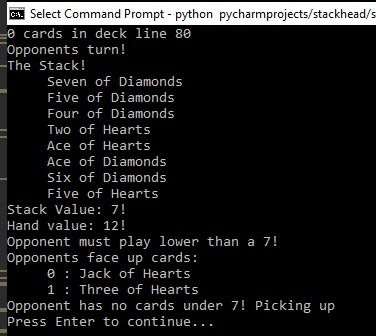 Select Command Prompt - python pycharmprojects/stackhead/s
0 cards in deck line 80
Opponents turn!
The Stack!
Seven of Diamonds
Five of Diamonds
Four of Diamonds
Two of Hearts
Ace of Hearts
Ace of Diamonds
Six of Diamonds
Five of Hearts
Stack Value: 7!
Hand value: 12!
Opponent must play lower than a 7!
Opponents face up cards:
0 : Jack of Hearts
1 : Three of Hearts
Opponent has no cards under 7! Picking up
Press Enter to continue...